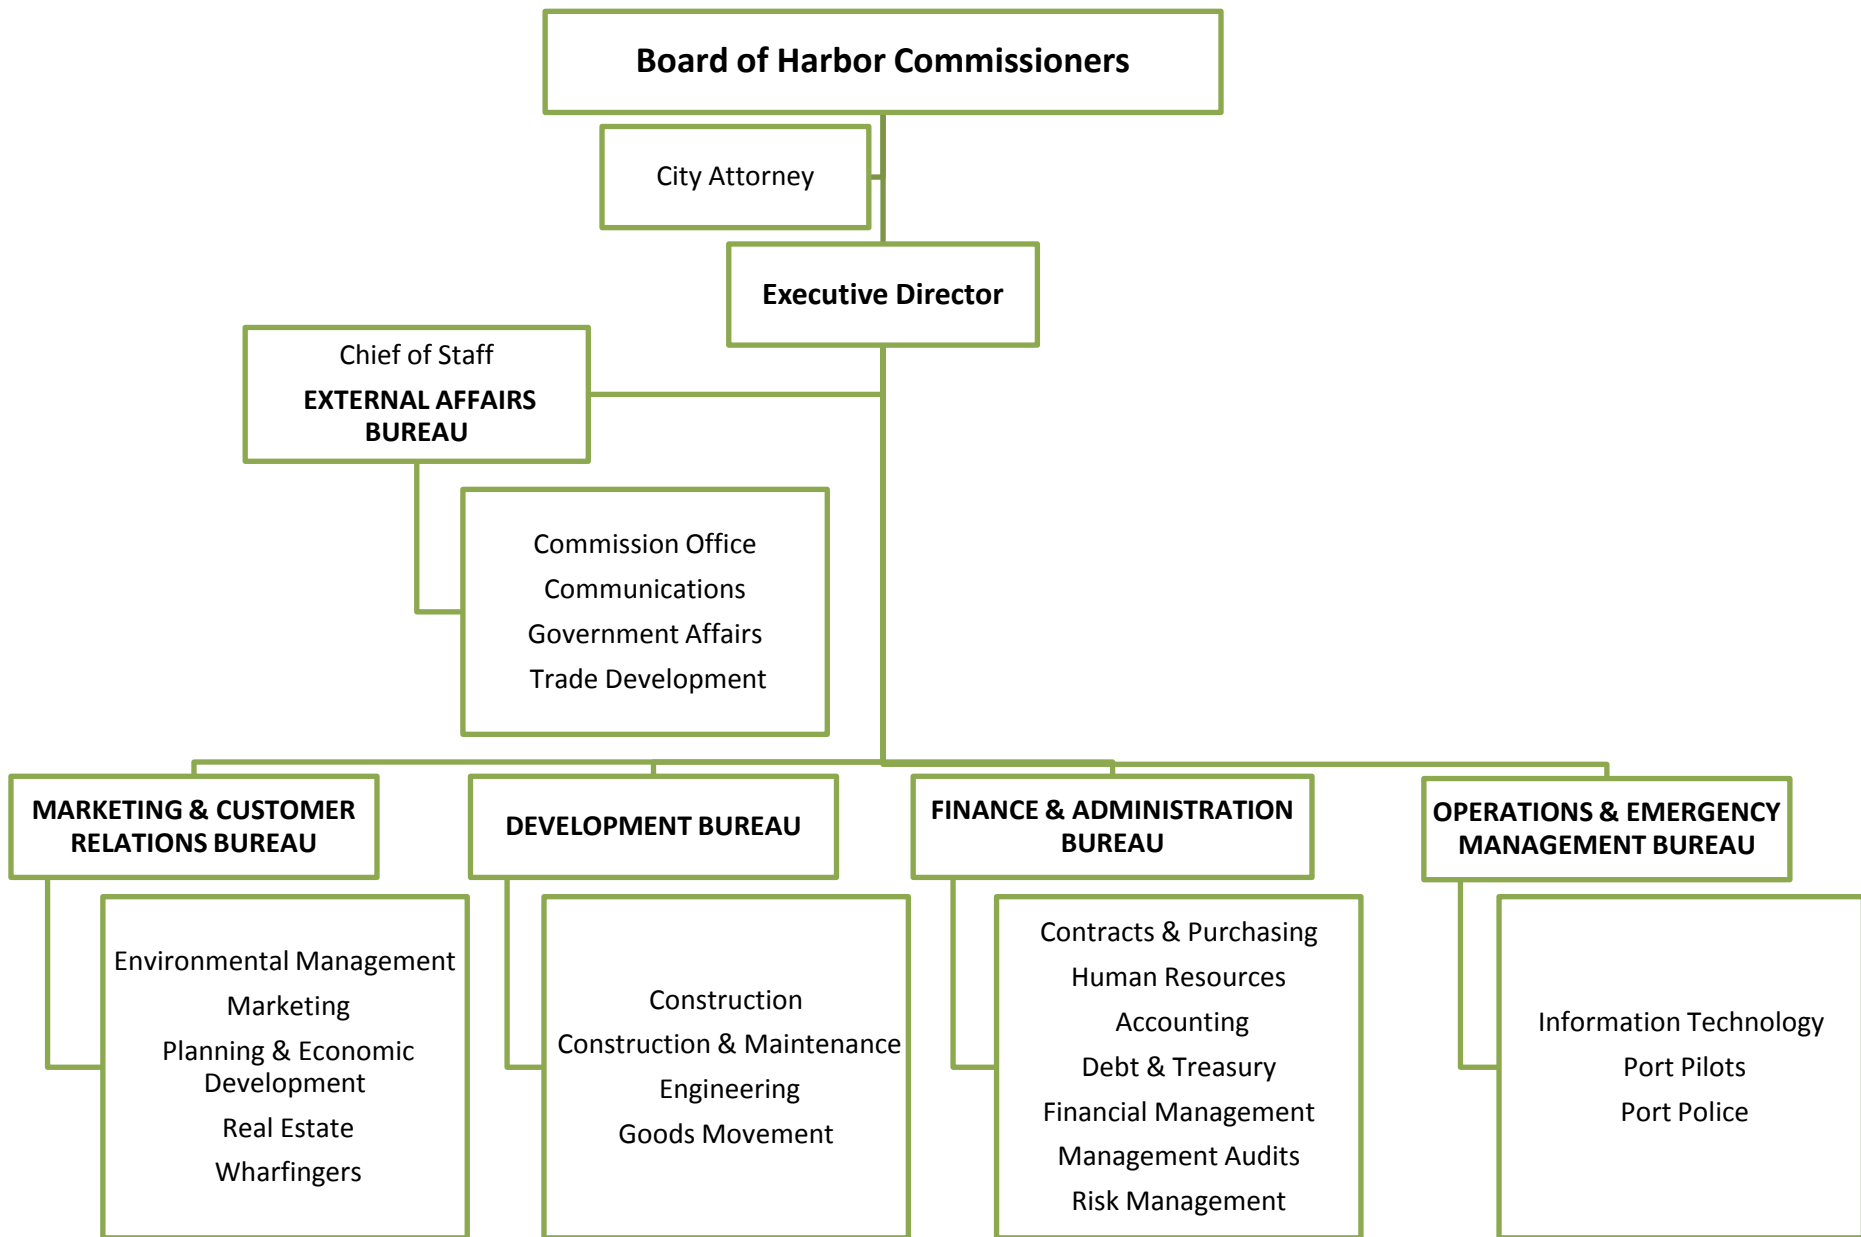 Board of Harbor Commissioners
City Attorney
Executive Director
Chief of Staff
EXTERNAL AFFAIRS
BUREAU
Commission Office
Communications
Government Affairs
Trade Development
MARKETING & CUSTOMER
RELATIONS BUREAU
Environmental Management
Marketing
Planning & Economic
Development
Real Estate
Wharfingers
DEVELOPMENT BUREAU
Construction
Construction & Maintenance
Engineering
Goods Movement
FINANCE & ADMINISTRATION
BUREAU
Contracts & Purchasing
Human Resources
Accounting
Debt & Treasury
Financial Management
Management Audits
Risk Management
OPERATIONS & EMERGENCY
MANAGEMENT BUREAU
Information Technology
Port Pilots
Port Police